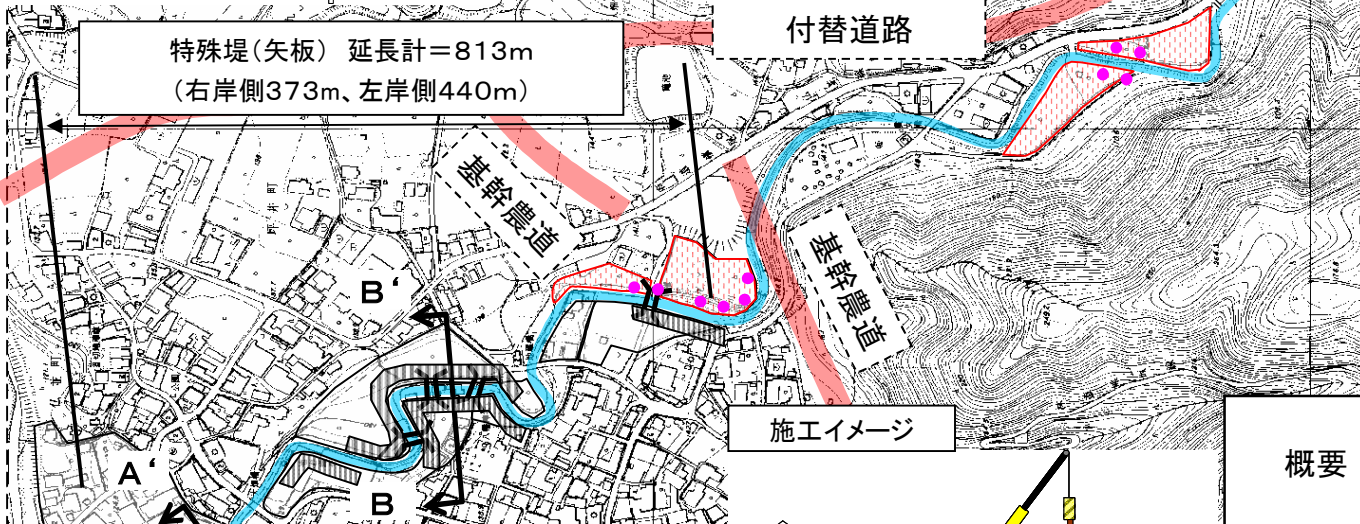 特殊堤(矢板) 延長計=813m
(右岸側373m、左岸側440m)
付替道路
基幹農道
基幹農道
B'
B
A'
施工イメージ
概要